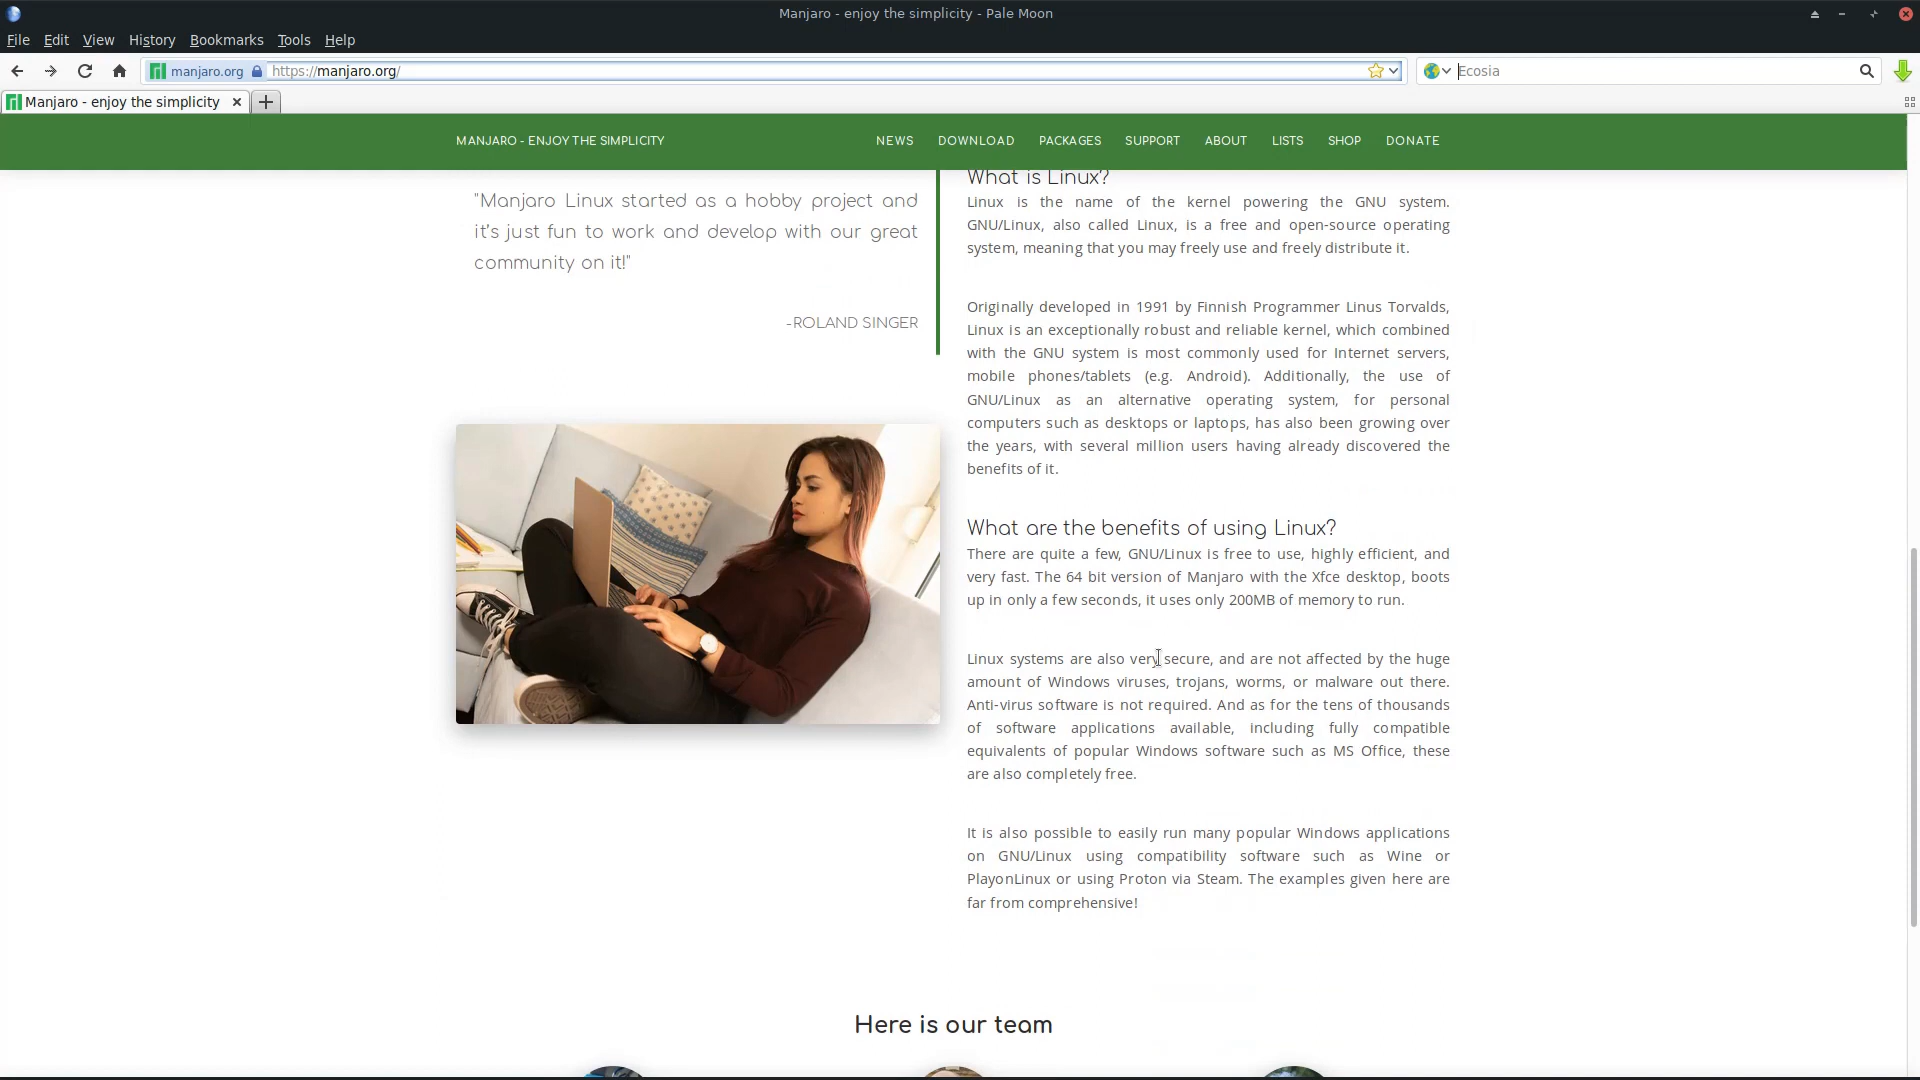 Manjaro - enjoy the simplicity - Pale Moon
File Edit View History Bookmarks Tools Help
manjaro.org https://manjaro.org/ Ecosia
Manjaro - enjoy the simplicity
MANJARO - ENJOY THE SIMPLICITY NEWS DOWNLOAD PACKAGES SUPPORT ABOUT LISTS SHOP DONATE
"Manjaro Linux started as a hobby project and
it's just fun to work and develop with our great
community on it!"
-ROLAND SINGER
What is Linux?
Linux is the name of the kernel powering the GNU system.
GNU/Linux, also called Linux, is a free and open-source operating
system, meaning that you may freely use and freely distribute it.
Originally developed in 1991 by Finnish Programmer Linus Torvalds,
Linux is an exceptionally robust and reliable kernel, which combined
with the GNU system is most commonly used for Internet servers,
mobile phones/tablets (e.g. Android). Additionally, the use of
GNU/Linux as an alternative operating system, for personal
computers such as desktops or laptops, has also been growing over
the years, with several million users having already discovered the
benefits of it.
What are the benefits of using Linux?
There are quite a few, GNU/Linux is free to use, highly efficient, and
very fast. The 64 bit version of Manjaro with the Xfce desktop, boots
up in only a few seconds, it uses only 200MB of memory to run.
Linux systems are also very secure, and are not affected by the huge
amount of Windows viruses, trojans, worms, or malware out there.
Anti-virus software is not required. And as for the tens of thousands
of software applications available, including fully compatible
equivalents of popular Windows software such as MS Office, these
are also completely free.
It is also possible to easily run many popular Windows applications
on GNU/Linux using compatibility software such as Wine or
PlayonLinux or using Proton via Steam. The examples given here are
far from comprehensive!
Here is our team